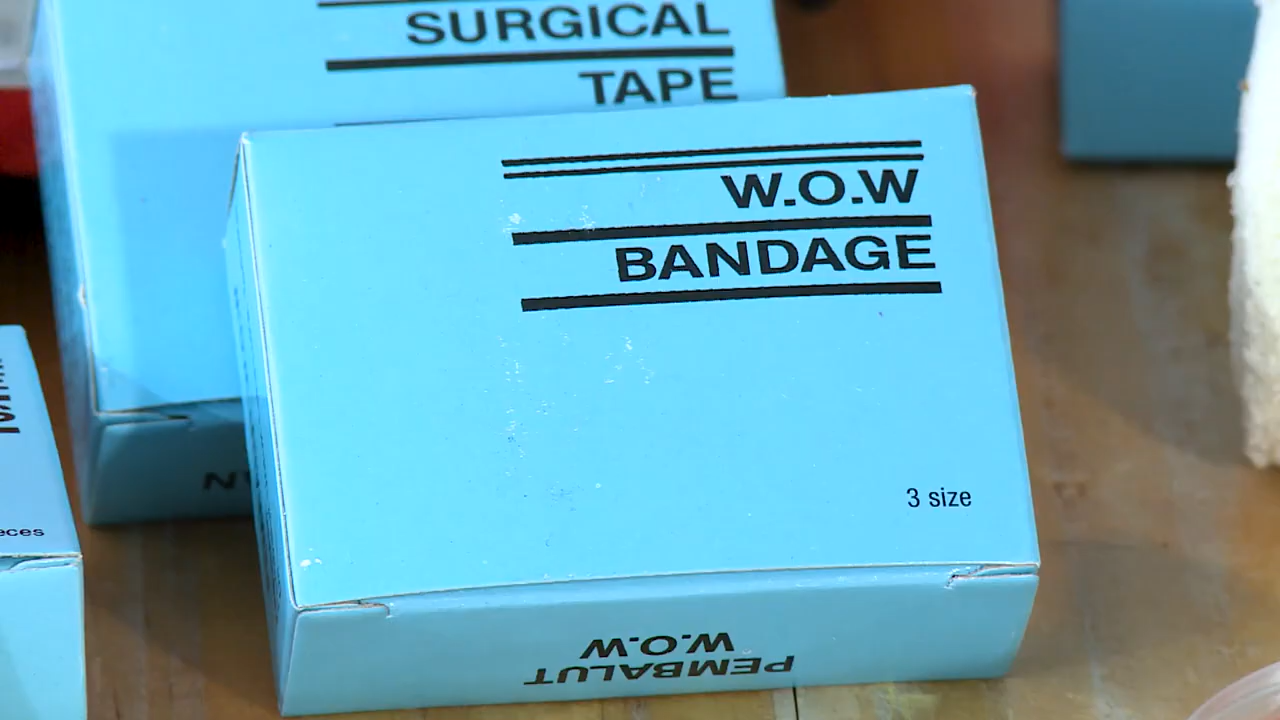 SURGICAL
TAPE
W.O.W
BANDAGE
3 size
PEMBALUT
W.O.W